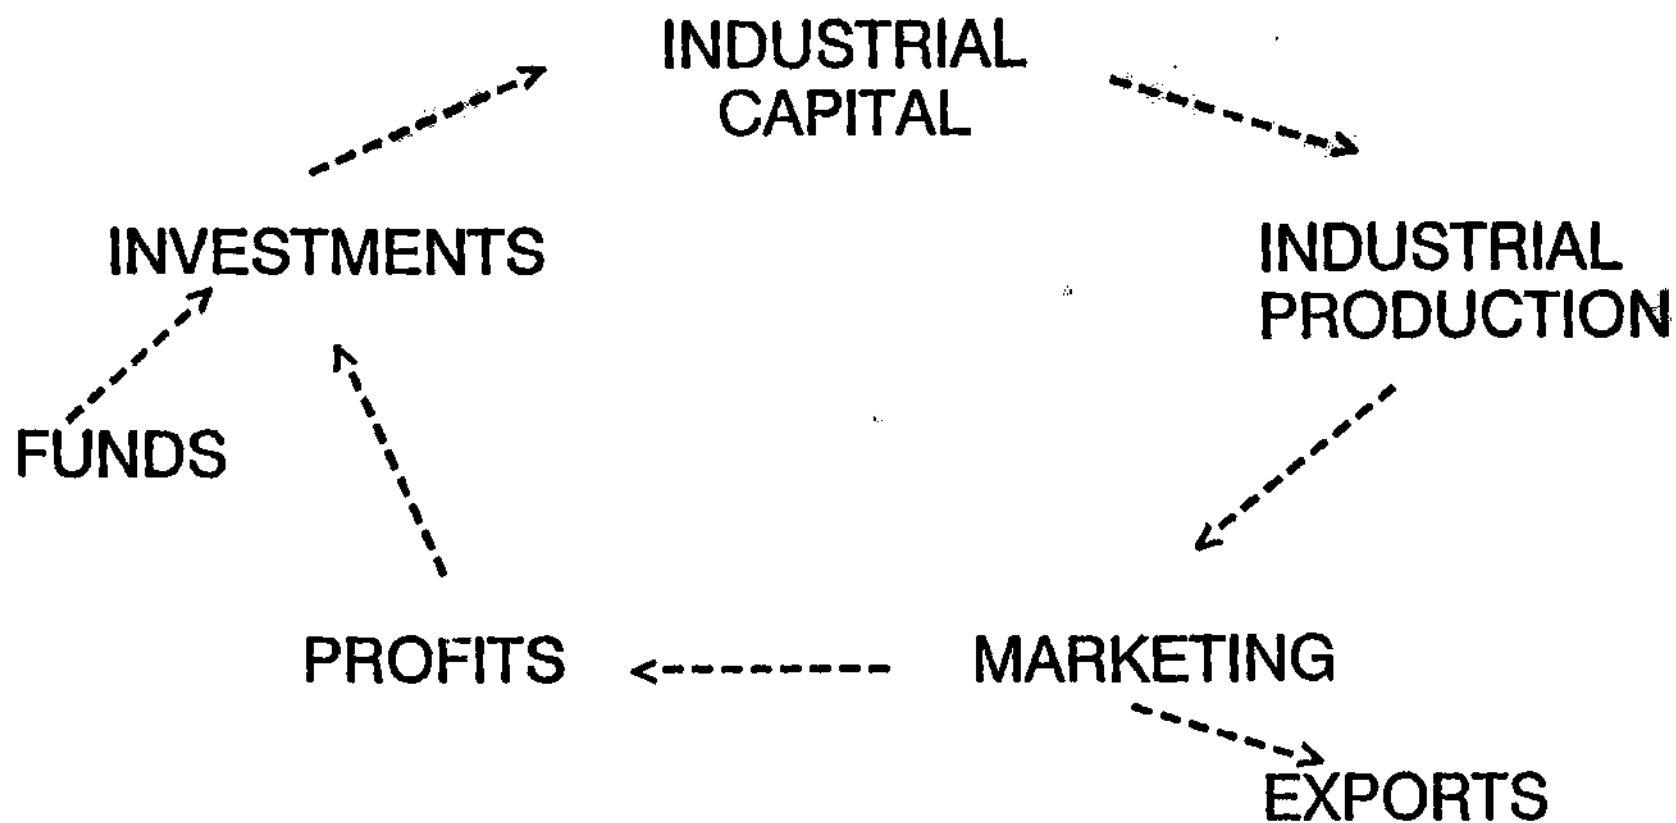 INDUSTRIAL
CAPITAL
INVESTMENTS
INDUSTRIAL
PRODUCTION
FUNDS
PROFITS
MARKETING
EXPORTS